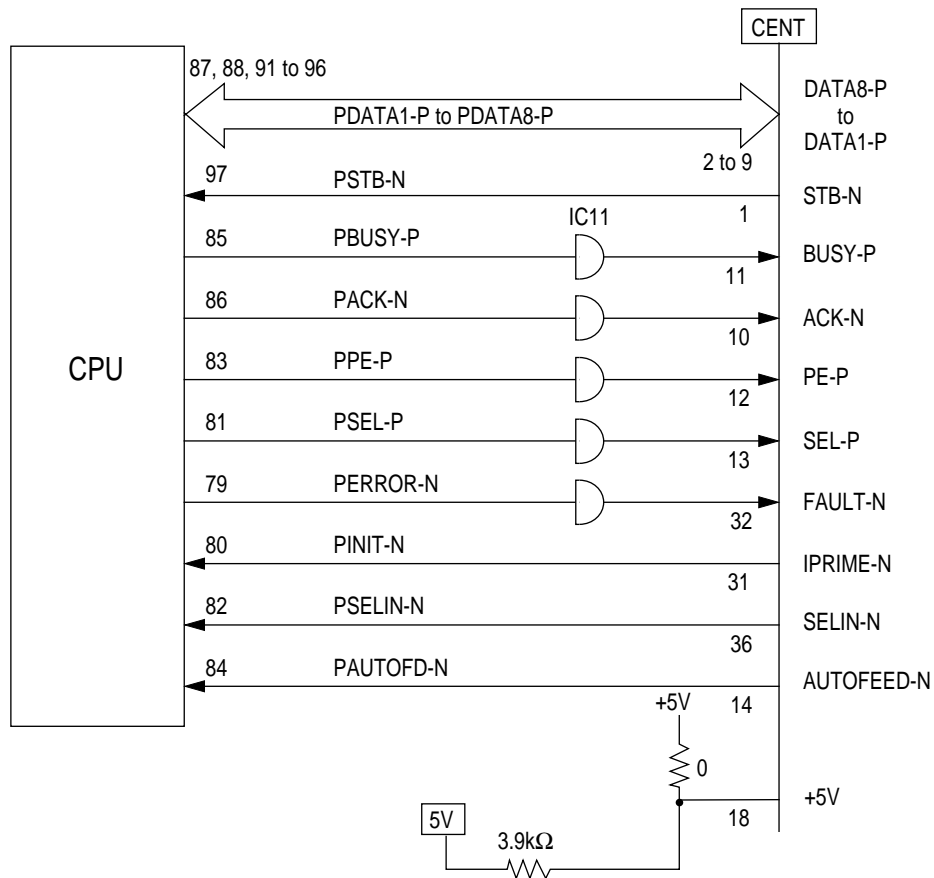 CENT
87, 88, 91 to 96
PDATA1-P to PDATA8-P
DATA8-P
to
DATA1-P
2 to 9
97 PSTB-N
1
STB-N
IC11
85 PBUSY-P
11
BUSY-P
86 PACK-N
10
ACK-N
CPU
83 PPE-P
12
PE-P
81 PSEL-P
13
SEL-P
79 PERROR-N
32
FAULT-N
80 PINIT-N
31
IPRIME-N
82 PSELIN-N
36
SELIN-N
84 PAUTOFD-N
14
AUTOFEED-N
+5V
0
18
+5V
5V
3.9kΩ